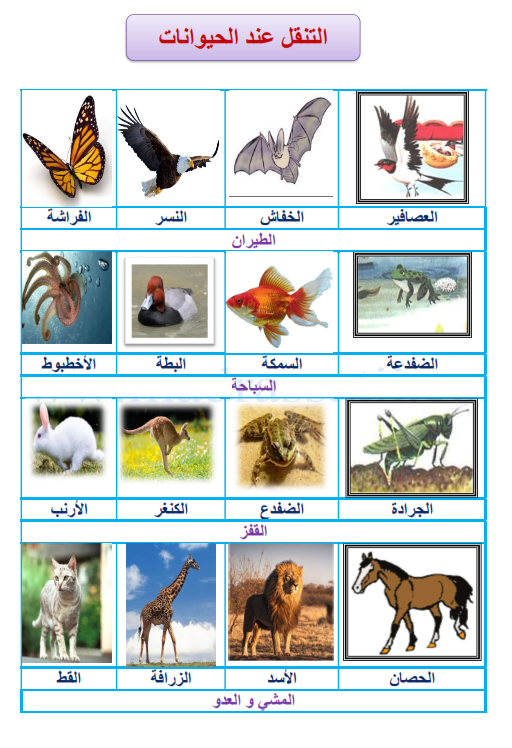 التنقل عند الحيوانات
العصافير الخفاش النسر الفراشة
الطيران
الضفدعة السمكة البطة الأخطبوط
السباحة
الجرادة الضفدع الكنغر الأرنب
القفز
الحصان الأسد الزرافة القط
المشي و العدو